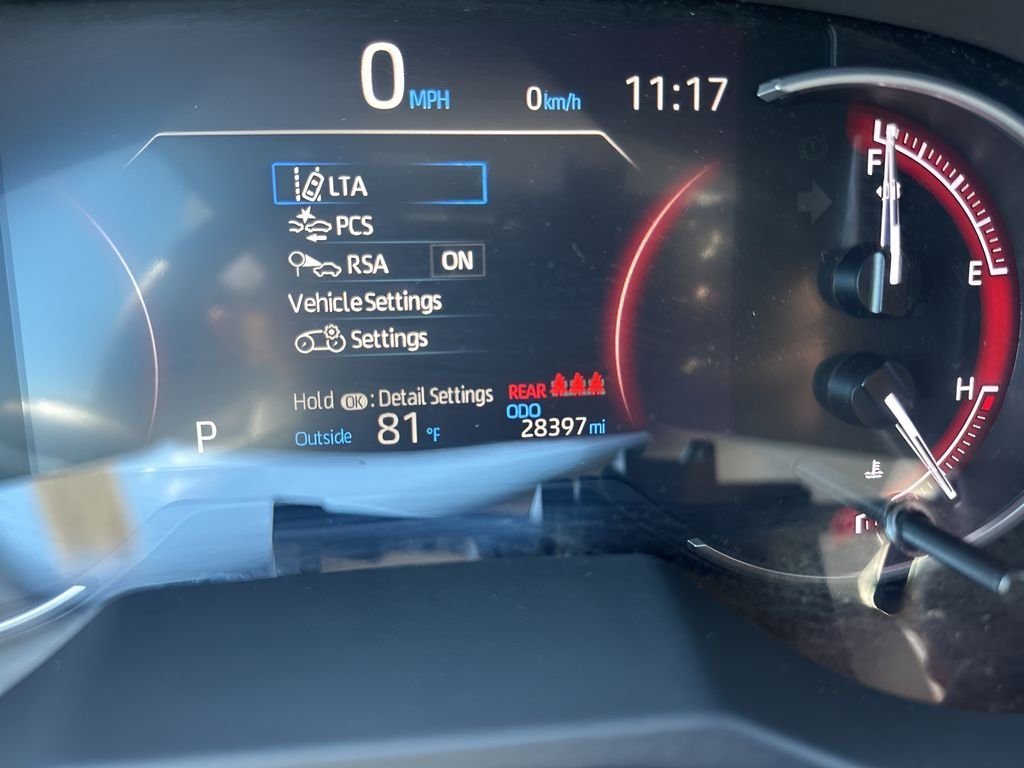 0 MPH 0 km/h 11:17
LTA
PCS
RSA ON
Vehicle Settings
Settings
Hold OK : Detail Settings REAR
ODO
P Outside 81 °F 28397 mi
F
E
H